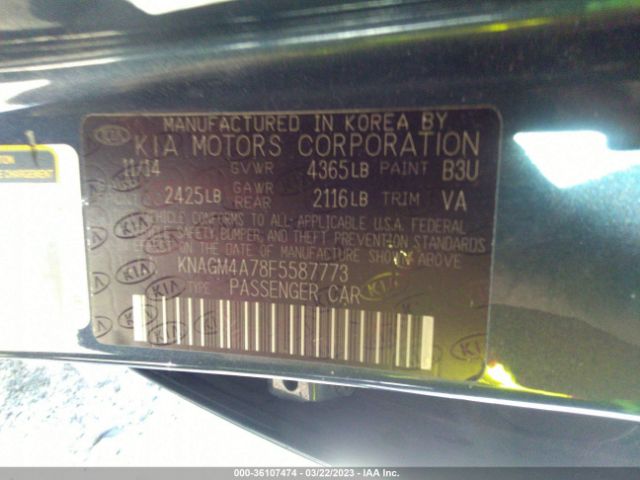 MANUFACTURED IN KOREA BY
KIA KIA MOTORS CORPORATION
11/14 GVWR 4365LB PAINT B3U
2425LB GAWR REAR 2116LB TRIM VA
VEHICLE CONFORMS TO ALL APPLICABLE U.S.A. FEDERAL
SAFETY, BUMPER, AND THEFT PREVENTION STANDARDS
ON THE DATE OF MANUFACTURE SHOWN ABOVE
KNAGM4A78F5587773
TYPE PASSENGER CAR
000-36107474 - 03/22/2023 - IAA Inc.